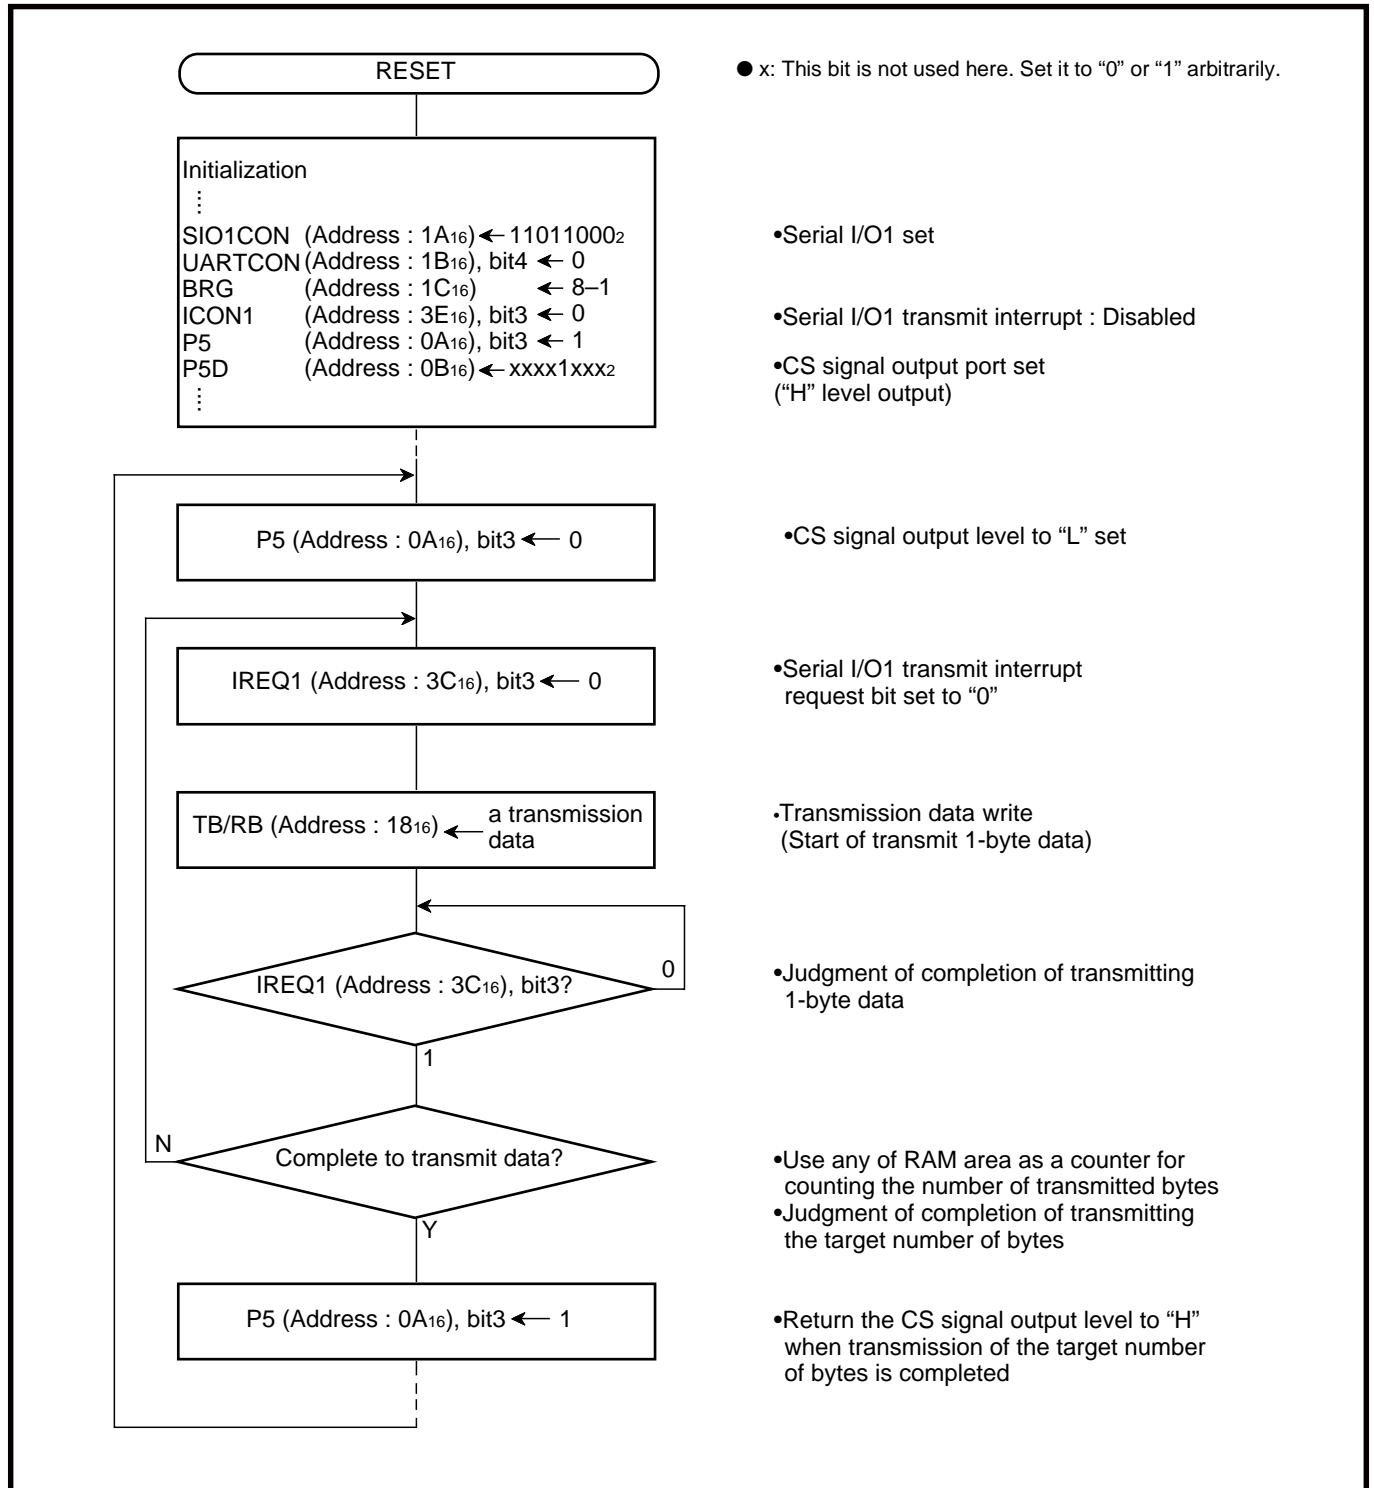 RESET
● x: This bit is not used here. Set it to “0” or “1” arbitrarily.
Initialization
SIO1CON (Address : 1A16) ← 110110002
UARTCON (Address : 1B16), bit4 ← 0
BRG (Address : 1C16) ← 8–1
ICON1 (Address : 3E16), bit3 ← 0
P5 (Address : 0A16), bit3 ← 1
P5D (Address : 0B16) ← xxxx1xxx2
•Serial I/O1 set
•Serial I/O1 transmit interrupt : Disabled
•CS signal output port set
(“H” level output)
P5 (Address : 0A16), bit3 ← 0
•CS signal output level to “L” set
IREQ1 (Address : 3C16), bit3 ← 0
•Serial I/O1 transmit interrupt
request bit set to “0”
TB/RB (Address : 1816) ← a transmission
data
•Transmission data write
(Start of transmit 1-byte data)
IREQ1 (Address : 3C16), bit3?
0
•Judgment of completion of transmitting
1-byte data
1
N
Complete to transmit data?
•Use any of RAM area as a counter for
counting the number of transmitted bytes
•Judgment of completion of transmitting
the target number of bytes
Y
P5 (Address : 0A16), bit3 ← 1
•Return the CS signal output level to “H”
when transmission of the target number
of bytes is completed